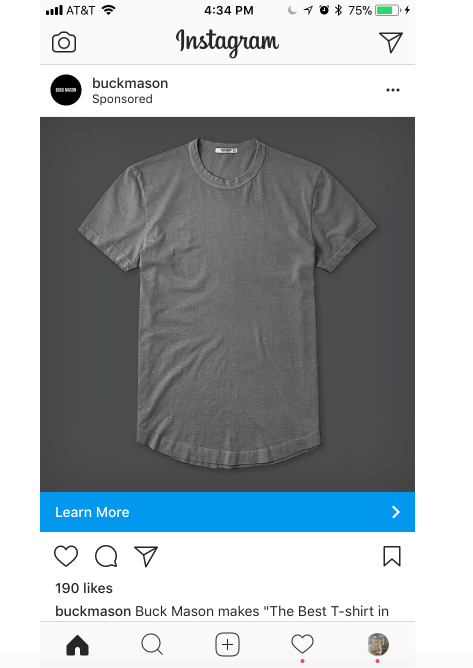 AT&T
4:34 PM
75%
Instagram
BUCK MASON
buckmason
Sponsored
Learn More
190 likes
buckmason Buck Mason makes "The Best T-shirt in